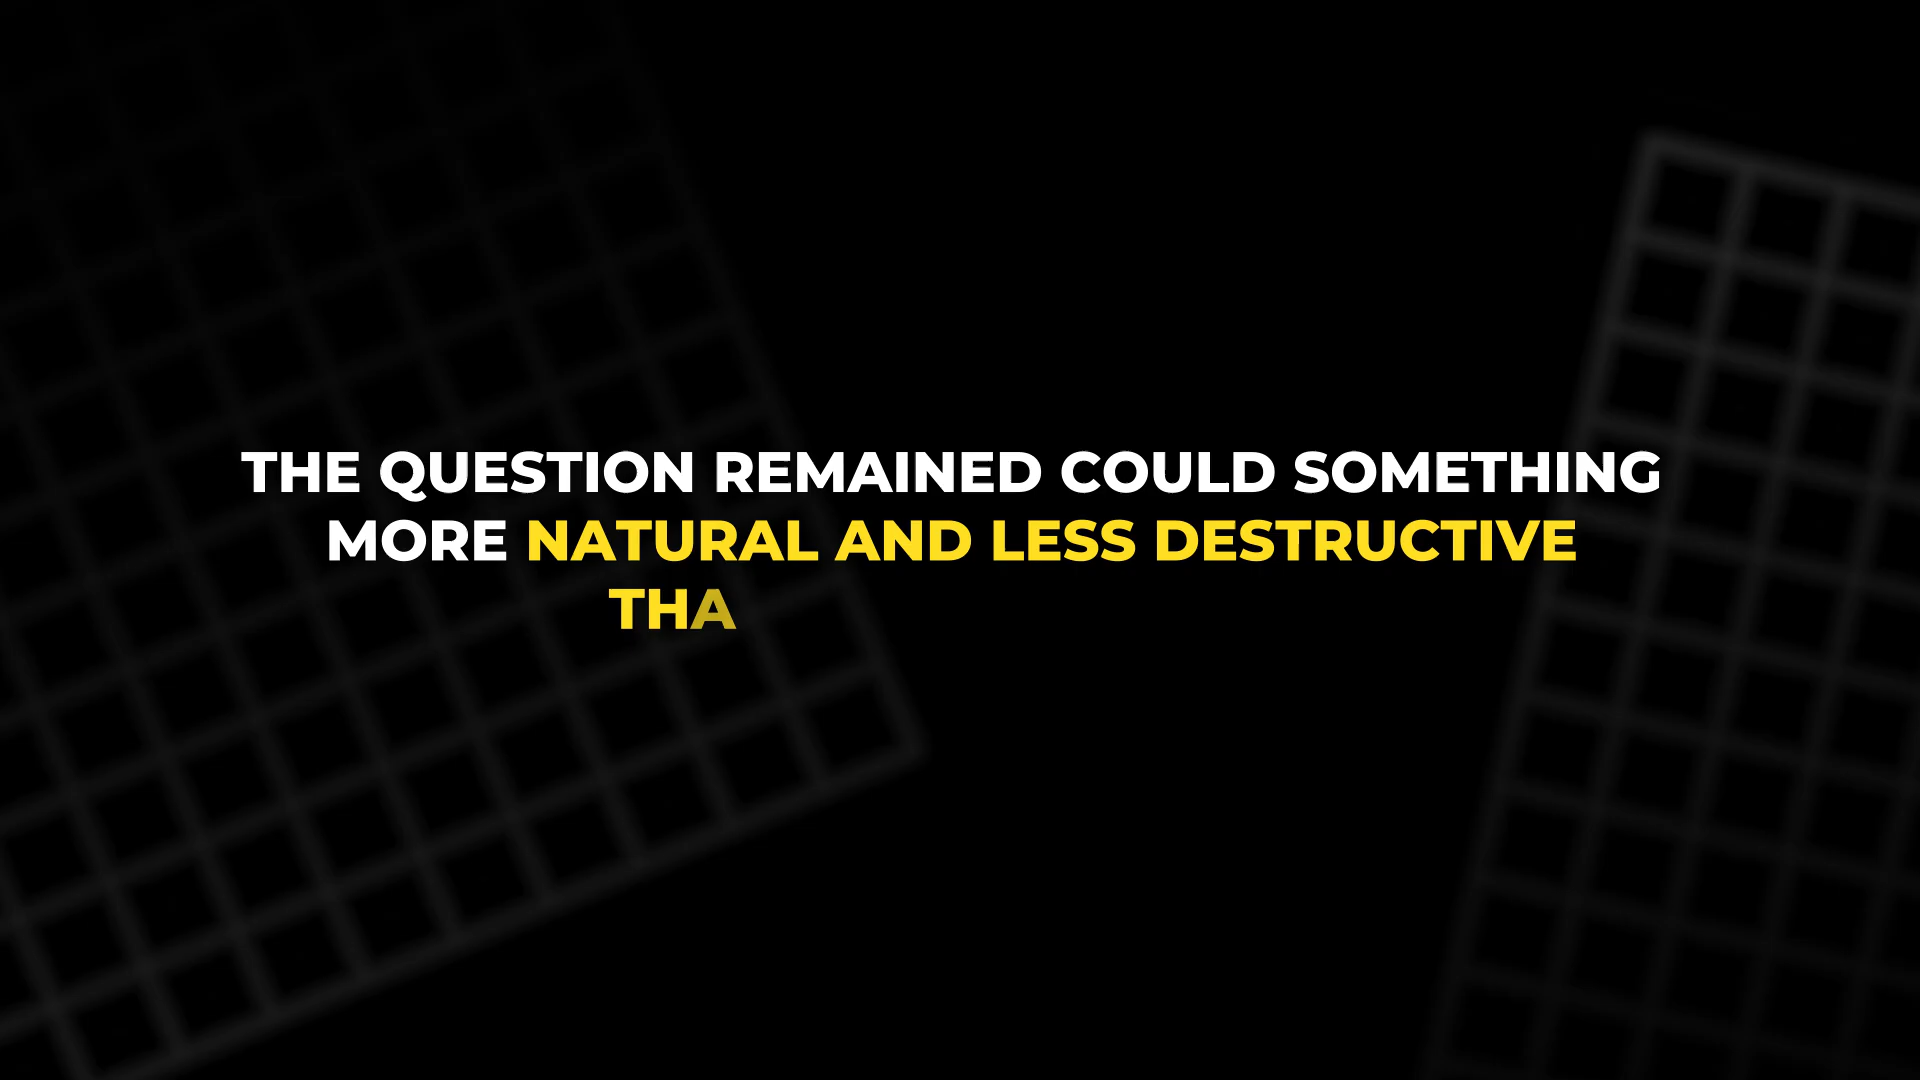 THE QUESTION REMAINED COULD SOMETHING
MORE NATURAL AND LESS DESTRUCTIVE
THA